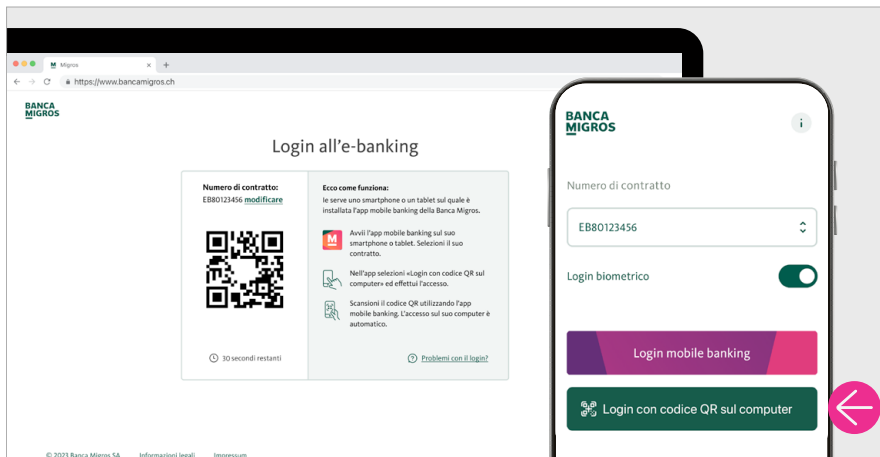 Migros
https://www.bancamigros.ch
BANCA
MIGROS
Login all'e-banking
Numero di contratto:
EB80123456 modificare
30 secondi restanti
Ecco come funziona:
le serve uno smartphone o un tablet sul quale è
installata l'app mobile banking della Banca Migros.
Avvii l'app mobile banking sul suo
smartphone o tablet. Selezioni il suo
contratto.
Nell'app selezioni «Login con codice QR sul
computer» ed effettui l'accesso.
Scansioni il codice QR utilizzando l'app
mobile banking. L'accesso sul suo computer è
automatico.
Problemi con il login?
© 2023 Banca Migros SA Informazioni legali Impressum
BANCA
MIGROS
i
Numero di contratto
EB80123456
Login biometrico
Login mobile banking
Login con codice QR sul computer